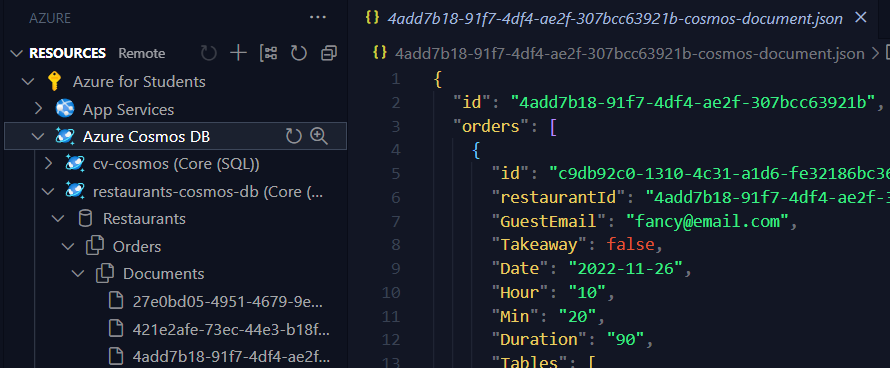 AZURE ...
RESOURCES Remote
Azure for Students
App Services
Azure Cosmos DB
cv-cosmos (Core (SQL))
restaurants-cosmos-db (Core (...
Restaurants
Orders
Documents
27e0bd05-4951-4679-9e...
421e2afe-73ec-44e3-b18f...
4add7b18-91f7-4df4-ae2f...
4add7b18-91f7-4df4-ae2f-307bcc63921b-cosmos-document.json
4add7b18-91f7-4df4-ae2f-307bcc63921b-cosmos-document.json >
1 {
2 "id": "4add7b18-91f7-4df4-ae2f-307bcc63921b",
3 "orders": [
4 {
5 "id": "c9db92c0-1310-4c31-a1d6-fe32186bc36
6 "restaurantId": "4add7b18-91f7-4df4-ae2f-3
7 "GuestEmail": "fancy@email.com",
8 "Takeaway": false,
9 "Date": "2022-11-26",
10 "Hour": "10",
11 "Min": "20",
12 "Duration": "90",
13 "Tables": [